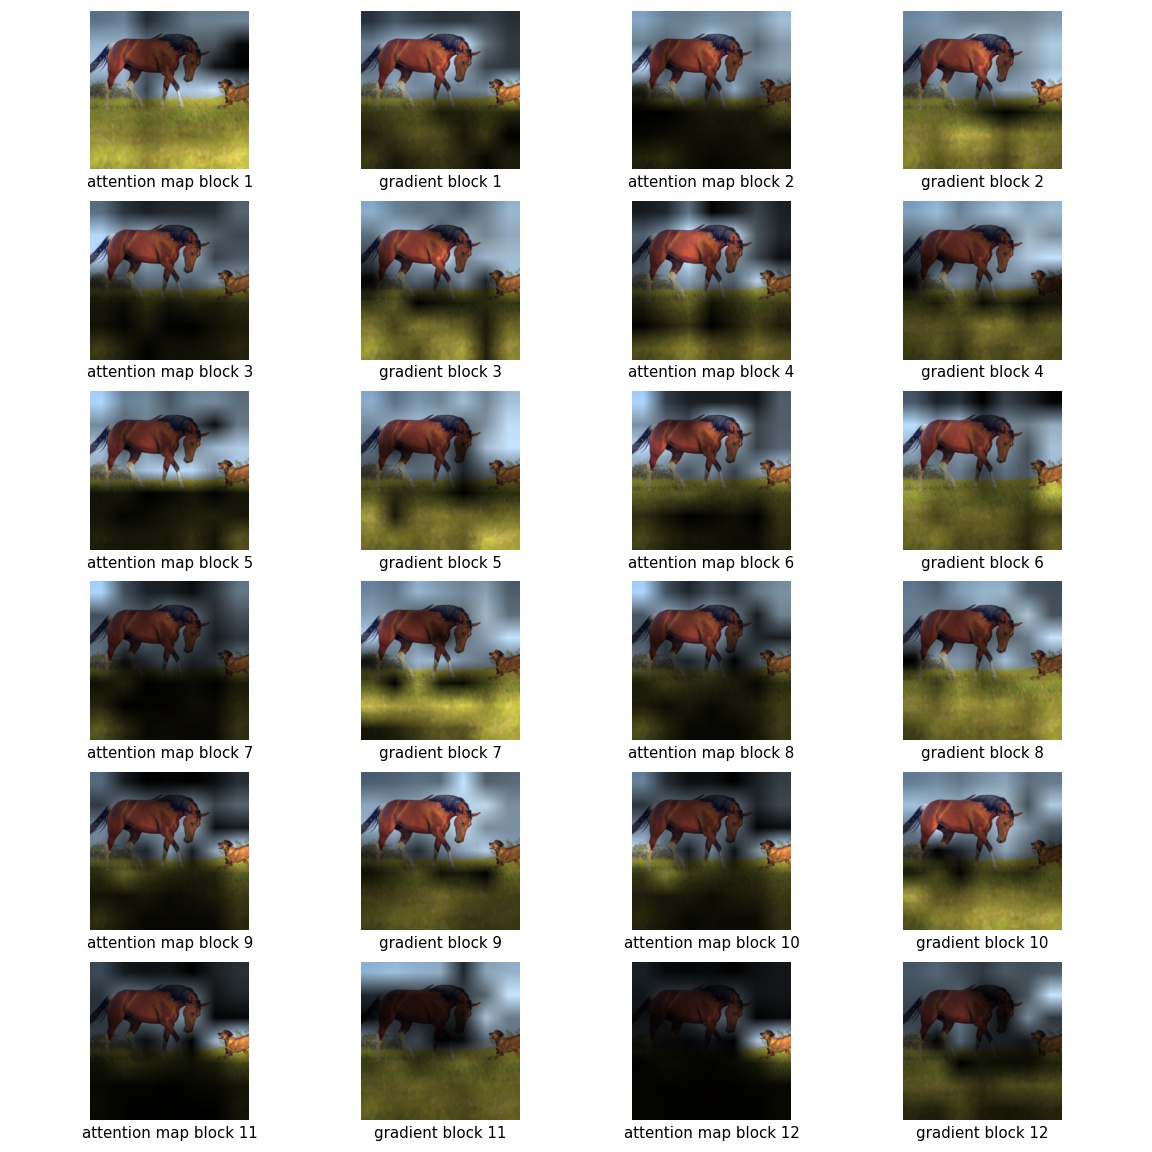 attention map block 1
gradient block 1
attention map block 2
gradient block 2
attention map block 3
gradient block 3
attention map block 4
gradient block 4
attention map block 5
gradient block 5
attention map block 6
gradient block 6
attention map block 7
gradient block 7
attention map block 8
gradient block 8
attention map block 9
gradient block 9
attention map block 10
gradient block 10
attention map block 11
gradient block 11
attention map block 12
gradient block 12